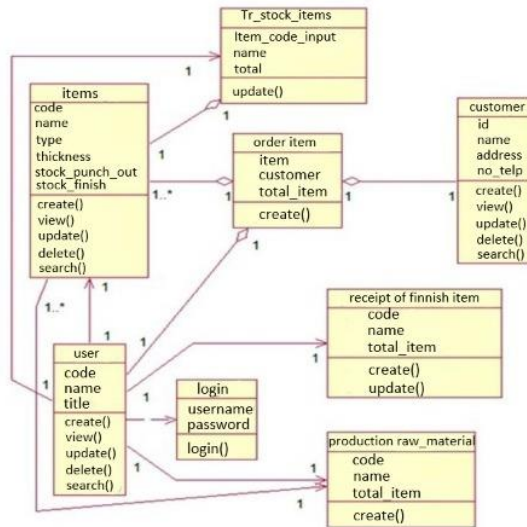 Tr_stock_items
Item_code_input
name
total
update()
1
1
items
code
name
type
thickness
stock_punch_out
stock_finish
create()
view()
update()
delete()
search()
1
1..*
1
order item
item
customer
total_item
create()
1
1
1
customer
id
name
address
no_telp
create()
view()
update()
delete()
search()
1..*
1
1
receipt of finnish item
code
name
total_item
create()
update()
1
user
code
name
title
create()
view()
update()
delete()
search()
1
1
1
login
username
password
login()
production raw_material
code
name
total_item
create()
1
1
1